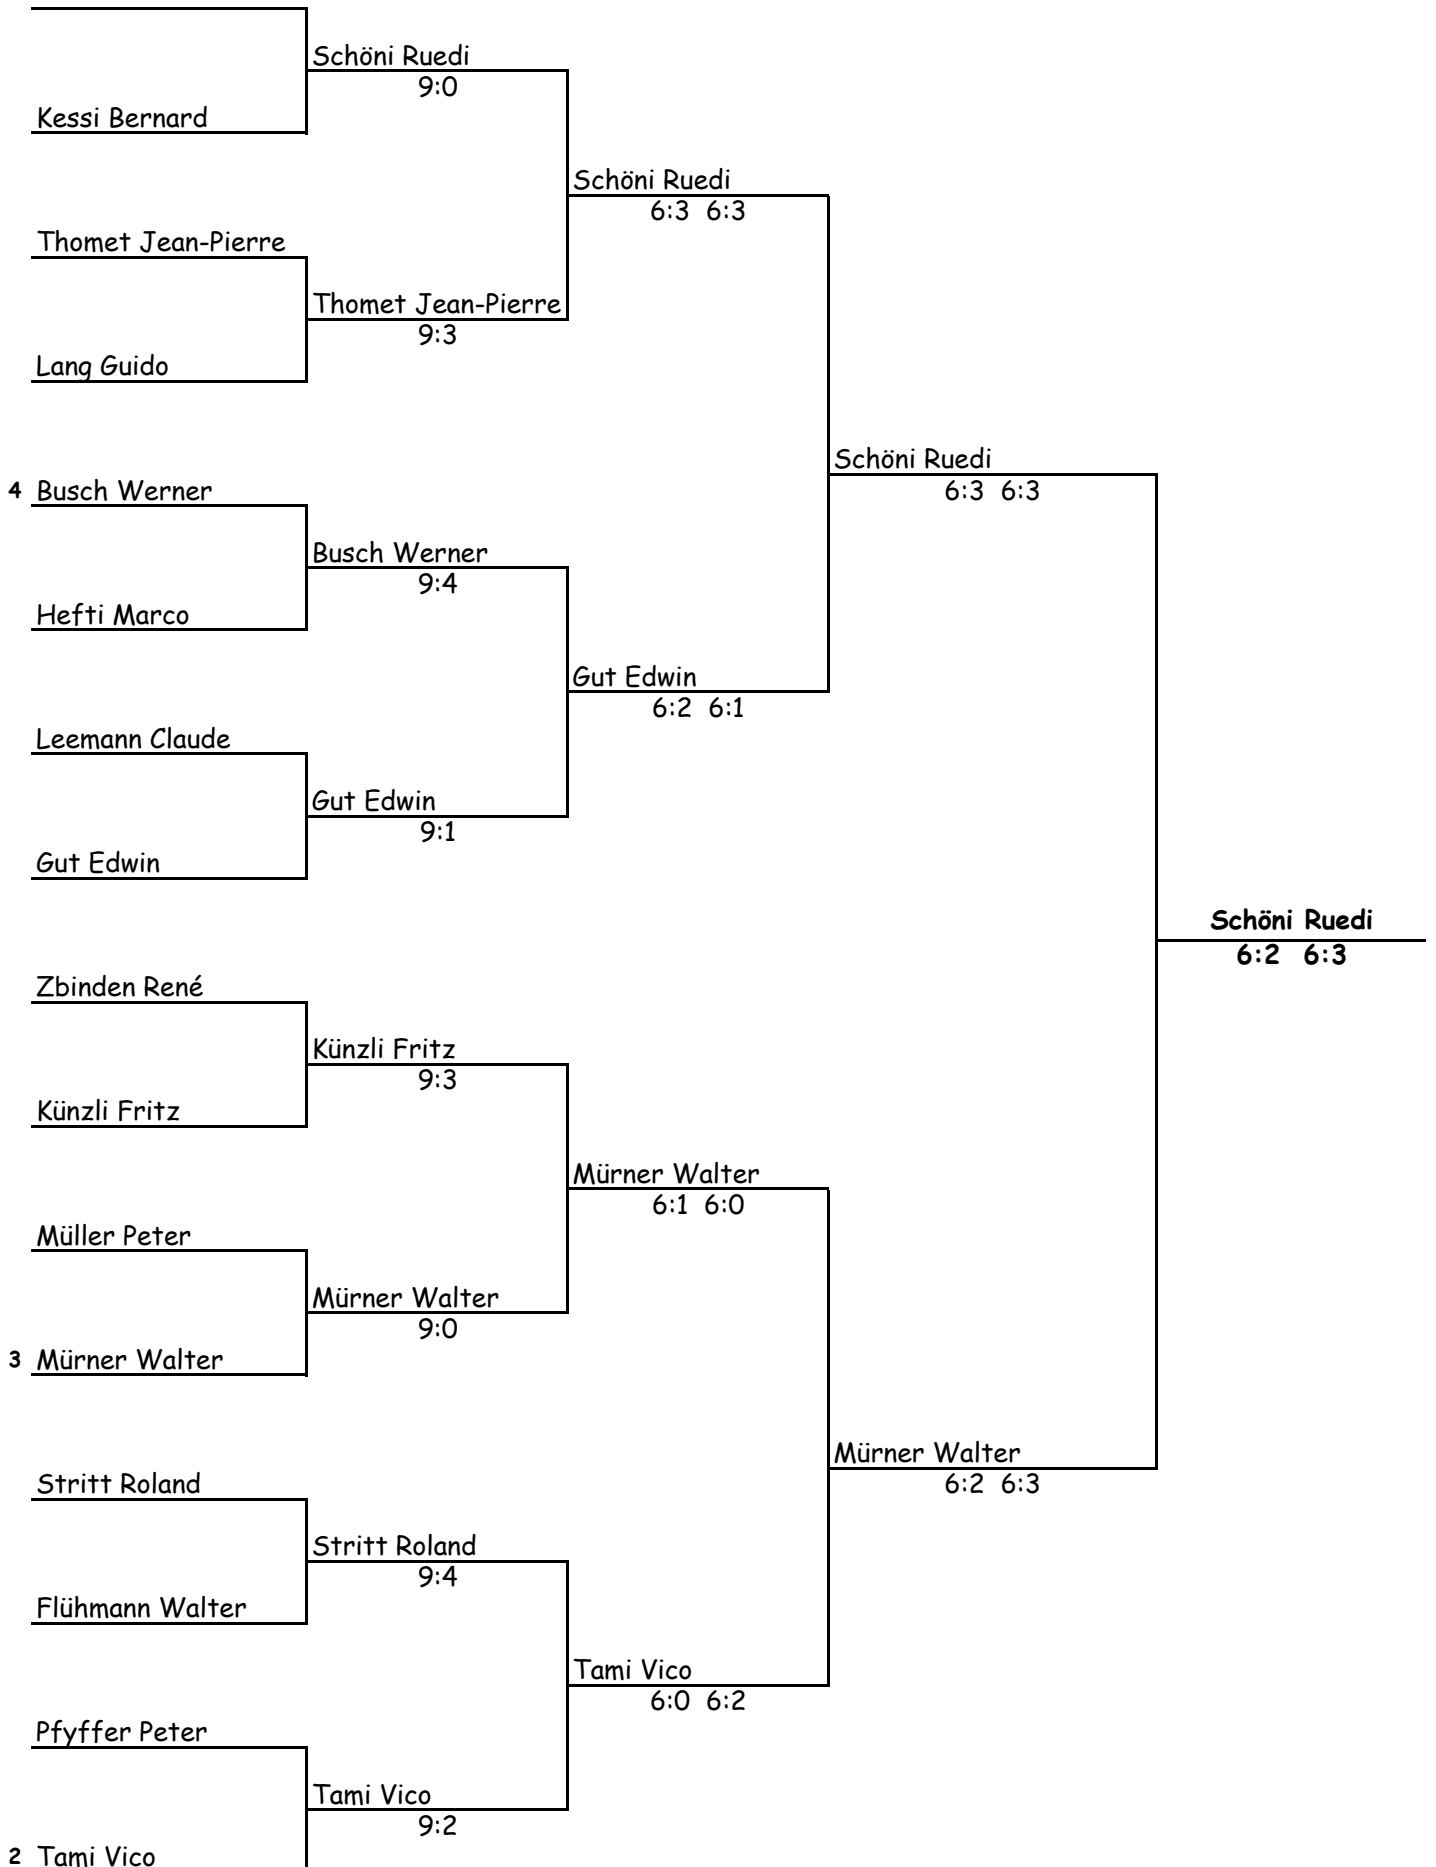 Schöni Ruedi
9:0
Kessi Bernard
Schöni Ruedi
6:3 6:3
Thomet Jean-Pierre
Thomet Jean-Pierre
9:3
Lang Guido
Schöni Ruedi
6:3 6:3
4 Busch Werner
Busch Werner
9:4
Hefti Marco
Gut Edwin
6:2 6:1
Leemann Claude
Gut Edwin
9:1
Gut Edwin
Schöni Ruedi
6:2 6:3
Zbinden René
Künzli Fritz
9:3
Künzli Fritz
Mürner Walter
6:1 6:0
Müller Peter
Mürner Walter
9:0
3 Mürner Walter
Mürner Walter
6:2 6:3
Stritt Roland
Stritt Roland
9:4
Flühmann Walter
Tami Vico
6:0 6:2
Pfyffer Peter
Tami Vico
9:2
2 Tami Vico